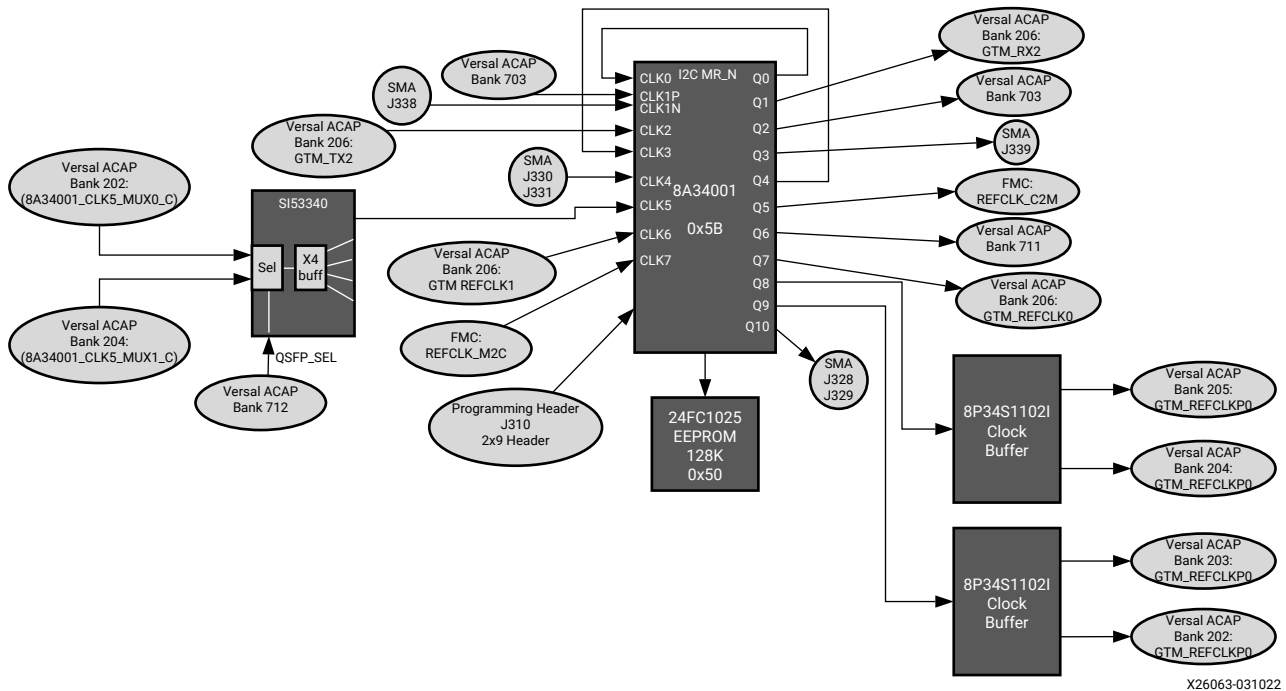 Versal ACAP
Bank 206:
GTM_RX2
Versal ACAP
Bank 703
SMA
J338
Versal ACAP
Bank 206:
GTM_TX2
Versal ACAP
Bank 202:
(8A34001_CLK5_MUX0_C)
SMA
J330
J331
SI53340
Sel
X4
buff
Versal ACAP
Bank 204:
(8A34001_CLK5_MUX1_C)
QSFP_SEL
Versal ACAP
Bank 712
Versal ACAP
Bank 206:
GTM REFCLK1
FMC:
REFCLK_M2C
Programming Header
J310
2x9 Header
I2C MR_N
CLK0
CLK1P
CLK1N
CLK2
CLK3
CLK4
CLK5
CLK6
CLK7
8A34001
0x5B
Q0
Q1
Q2
Q3
Q4
Q5
Q6
Q7
Q8
Q9
Q10
24FC1025
EEPROM
128K
0x50
Versal ACAP
Bank 703
SMA
J339
FMC:
REFCLK_C2M
Versal ACAP
Bank 711
Versal ACAP
Bank 206:
GTM_REFCLK0
SMA
J328
J329
8P34S1102I
Clock
Buffer
Versal ACAP
Bank 205:
GTM_REFCLKP0
Versal ACAP
Bank 204:
GTM_REFCLKP0
8P34S1102I
Clock
Buffer
Versal ACAP
Bank 203:
GTM_REFCLKP0
Versal ACAP
Bank 202:
GTM_REFCLKP0
X26063-031022